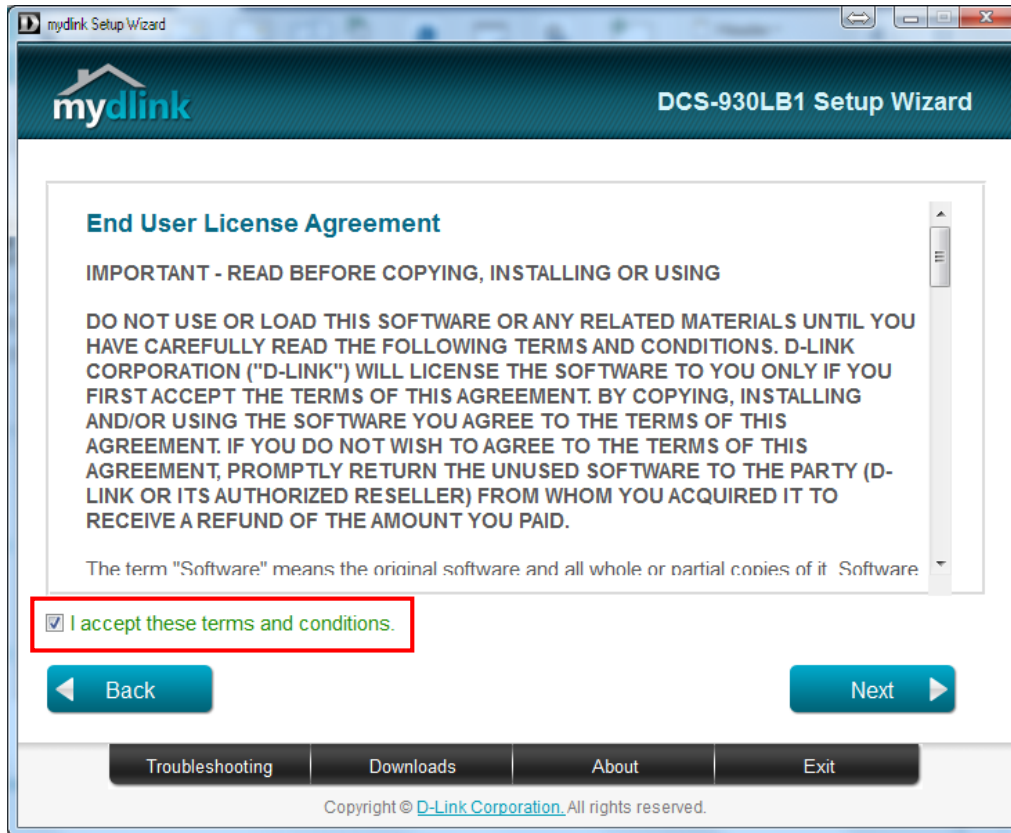 mydlink Setup Wizard
mydlink
DCS-930LB1 Setup Wizard
End User License Agreement
IMPORTANT - READ BEFORE COPYING, INSTALLING OR USING
DO NOT USE OR LOAD THIS SOFTWARE OR ANY RELATED MATERIALS UNTIL YOU
HAVE CAREFULLY READ THE FOLLOWING TERMS AND CONDITIONS. D-LINK
CORPORATION ("D-LINK") WILL LICENSE THE SOFTWARE TO YOU ONLY IF YOU
FIRST ACCEPT THE TERMS OF THIS AGREEMENT. BY COPYING, INSTALLING
AND/OR USING THE SOFTWARE YOU AGREE TO THE TERMS OF THIS
AGREEMENT. IF YOU DO NOT WISH TO AGREE TO THE TERMS OF THIS
AGREEMENT, PROMPTLY RETURN THE UNUSED SOFTWARE TO THE PARTY (D-
LINK OR ITS AUTHORIZED RESELLER) FROM WHOM YOU ACQUIRED IT TO
RECEIVE A REFUND OF THE AMOUNT YOU PAID.
The term "Software" means the original software and all whole or partial copies of it. Software
I accept these terms and conditions.
Back
Next
Troubleshooting
Downloads
About
Exit
Copyright © D-Link Corporation. All rights reserved.